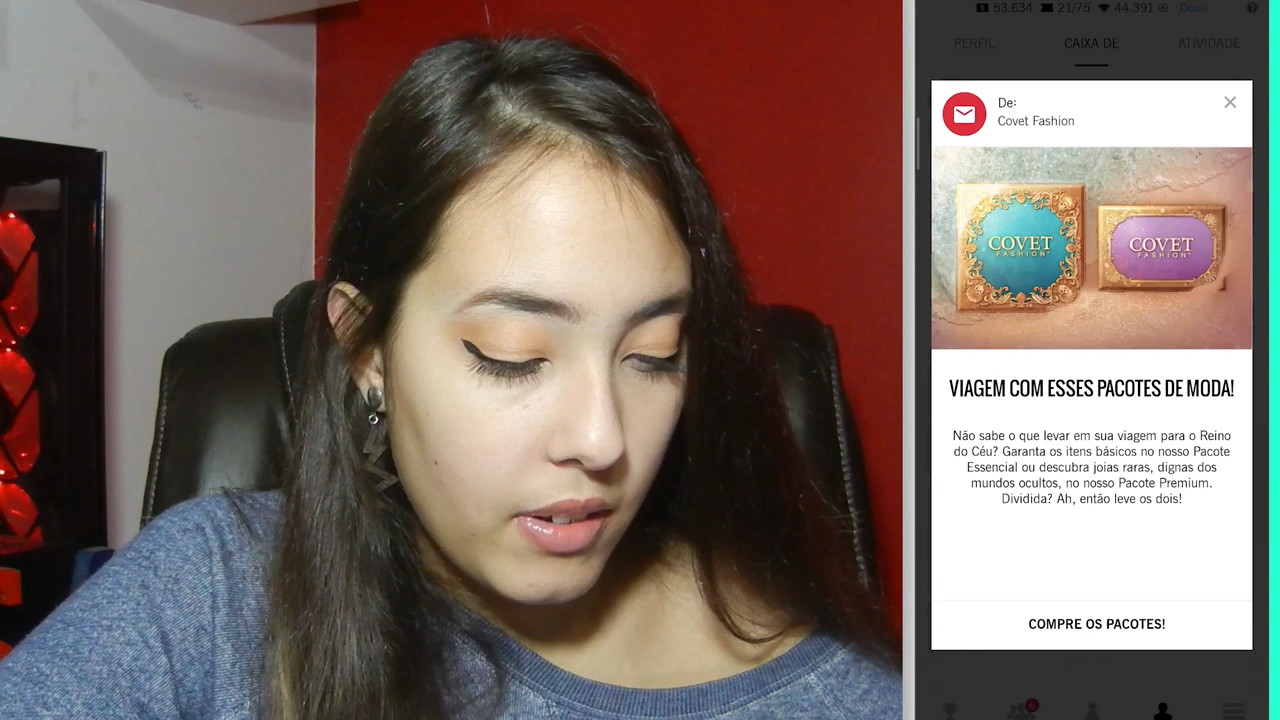 53.634 21/75 44.391 Deals
PERFIL CAIXA DE ATIVIDADE
De:
Covet Fashion
COVET
FASHION
COVET
FASHION
VIAGEM COM ESSES PACOTES DE MODA!
Não sabe o que levar em sua viagem para o Reino
do Céu? Garanta os itens básicos no nosso Pacote
Essencial ou descubra joias raras, dignas dos
mundos ocultos, no nosso Pacote Premium.
Dividida? Ah, então leve os dois!
COMPRE OS PACOTES!
6